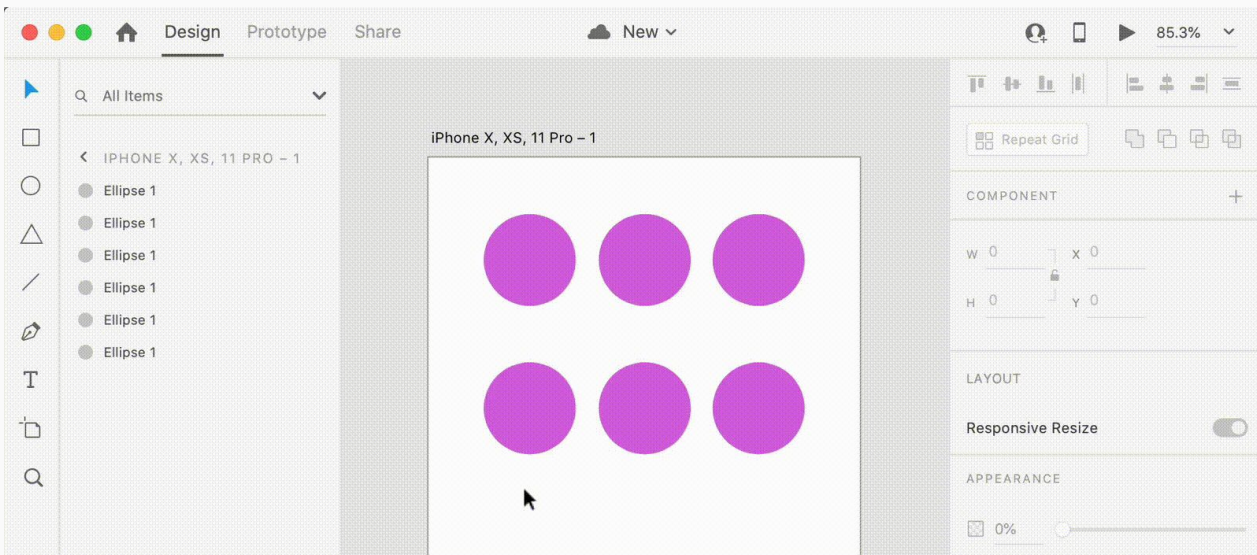 Design Prototype Share New 85.3%
All Items
iPhone X, XS, 11 Pro – 1
Repeat Grid
IPHONE X, XS, 11 PRO – 1
Ellipse 1
Ellipse 1
Ellipse 1
Ellipse 1
Ellipse 1
Ellipse 1
COMPONENT
W 0 X 0
H 0 Y 0
LAYOUT
Responsive Resize
APPEARANCE
0%
T